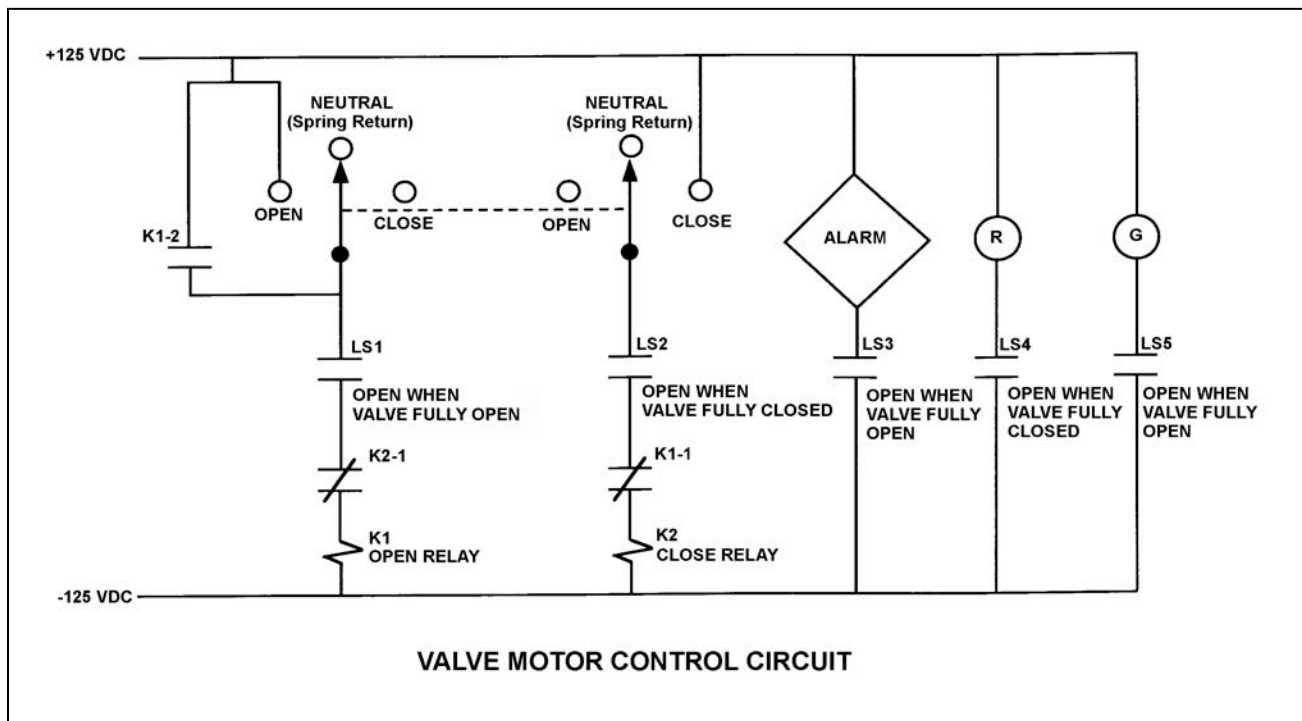 +125 VDC
NEUTRAL
(Spring Return)
NEUTRAL
(Spring Return)
OPEN
CLOSE
OPEN
CLOSE
K1-2
ALARM
R
G
LS1
OPEN WHEN
VALVE FULLY OPEN
LS2
OPEN WHEN
VALVE FULLY CLOSED
LS3
OPEN WHEN
VALVE FULLY
OPEN
LS4
OPEN WHEN
VALVE FULLY
CLOSED
LS5
OPEN WHEN
VALVE FULLY
OPEN
K2-1
K1-1
K1
OPEN RELAY
K2
CLOSE RELAY
-125 VDC
VALVE MOTOR CONTROL CIRCUIT